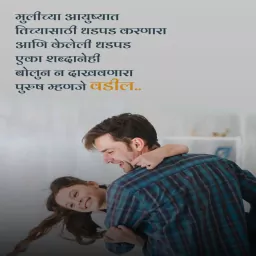 मुलीच्या आयुष्यात
तिच्यासाठी धडपड करणारा
आणि केलेली धडपड
एका शब्दानेही
बोलुन न दाखवणारा
पुरुष म्हणजे वडील..